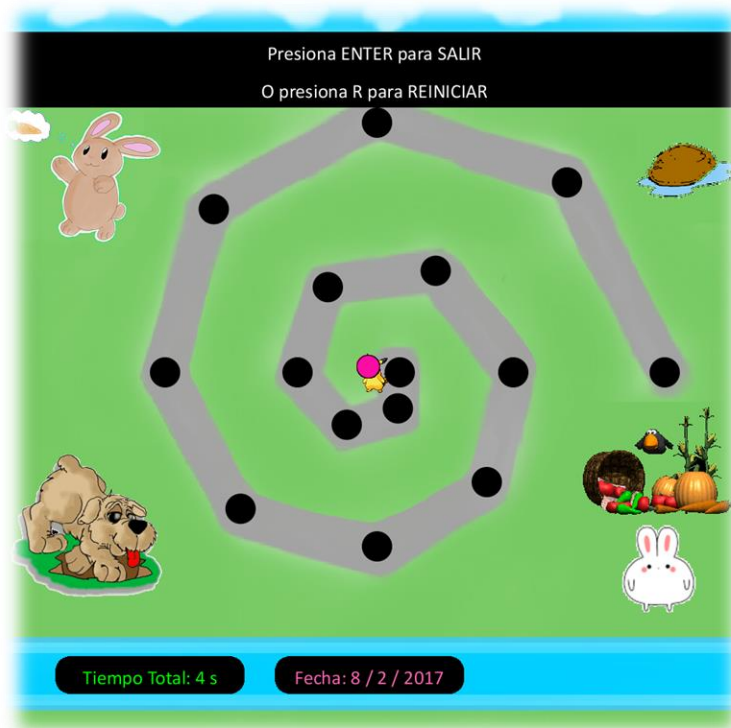 Presiona ENTER para SALIR
O presiona R para REINICIAR
Tiempo Total: 4 s
Fecha: 8 / 2 / 2017